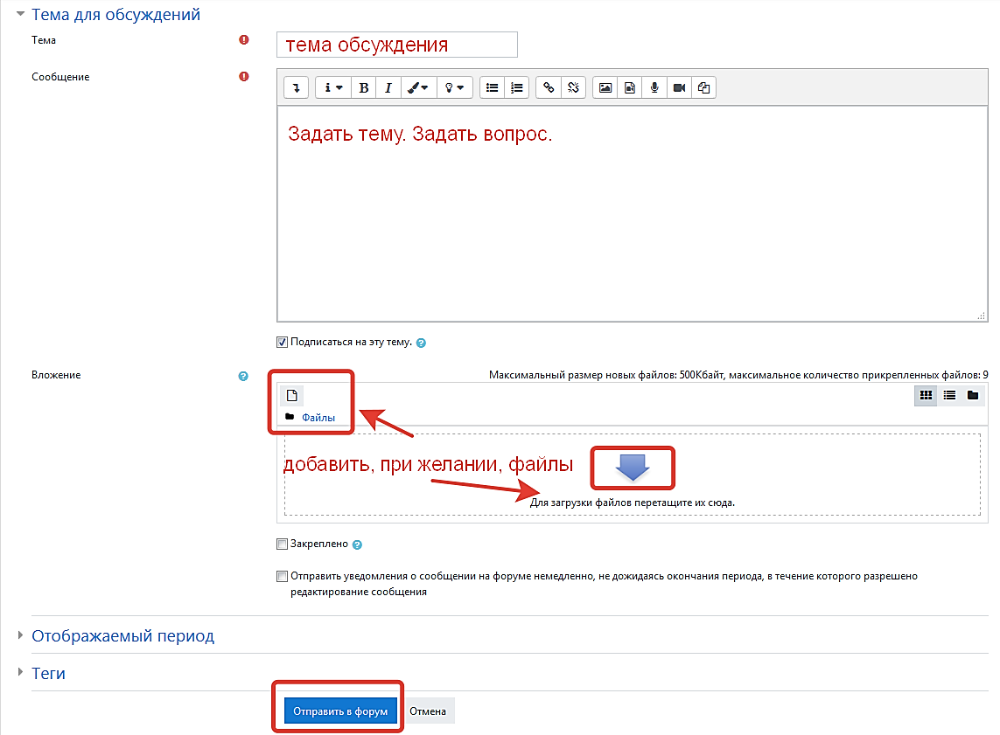 Тема для обсуждений
Тема
тема обсуждения
Сообщение
Задать тему. Задать вопрос.
Подписаться на эту тему.
Вложение
Максимальный размер новых файлов: 500Кбайт, максимальное количество прикрепленных файлов: 9
Файлы
добавить, при желании, файлы
Для загрузки файлов перетащите их сюда.
Закреплено
Отправить уведомления о сообщении на форуме немедленно, не дожидаясь окончания периода, в течение которого разрешено
редактирование сообщения
Отображаемый период
Теги
Отправить в форум Отмена